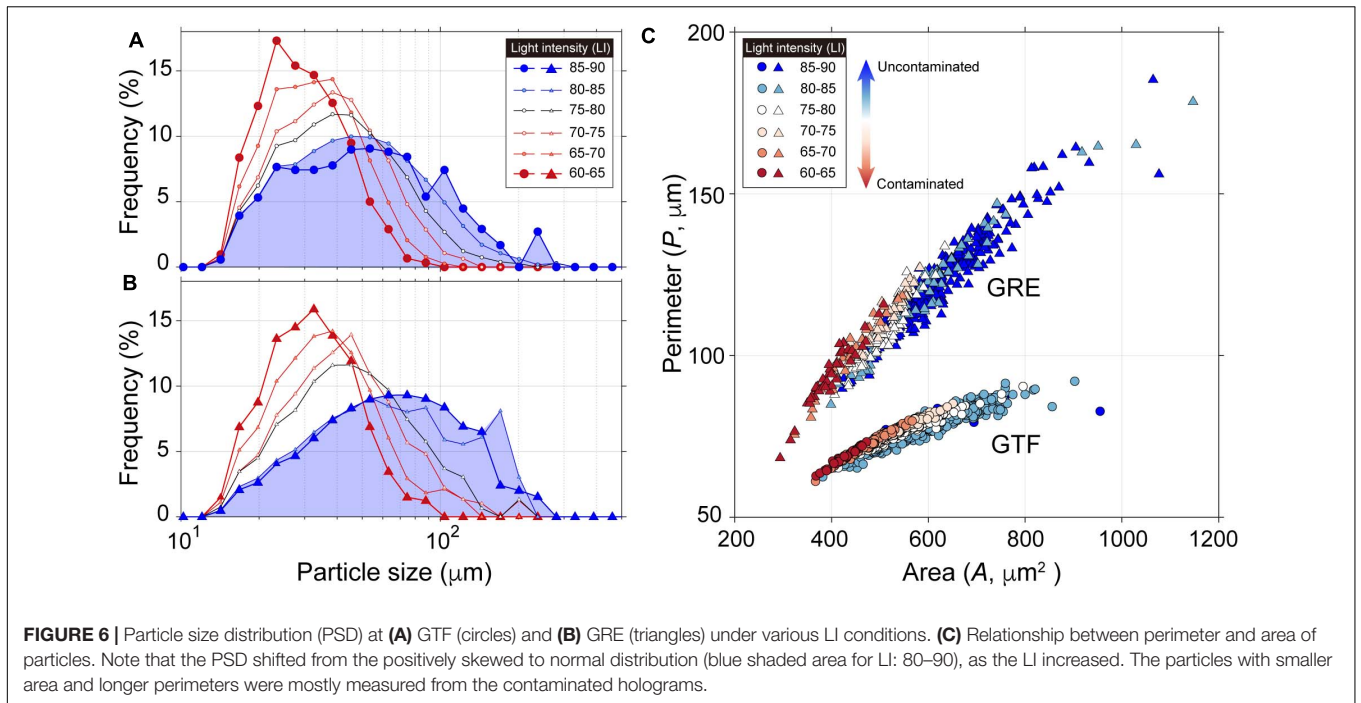 A
15
10
5
0
Frequency (%)
Light intensity (LI)
85-90
80-85
75-80
70-75
65-70
60-65
B
15
10
5
0
Frequency (%)
10¹
10²
Particle size (μm)
C
200
150
100
50
Perimeter (P, μm)
Light intensity (LI)
85-90
80-85
75-80
70-75
65-70
60-65
Uncontaminated
Contaminated
GRE
GTF
200
400
600
800
1000
1200
Area (A, μm²)
FIGURE 6 | Particle size distribution (PSD) at (A) GTF (circles) and (B) GRE (triangles) under various LI conditions. (C) Relationship between perimeter and area of
particles. Note that the PSD shifted from the positively skewed to normal distribution (blue shaded area for LI: 80–90), as the LI increased. The particles with smaller
area and longer perimeters were mostly measured from the contaminated holograms.